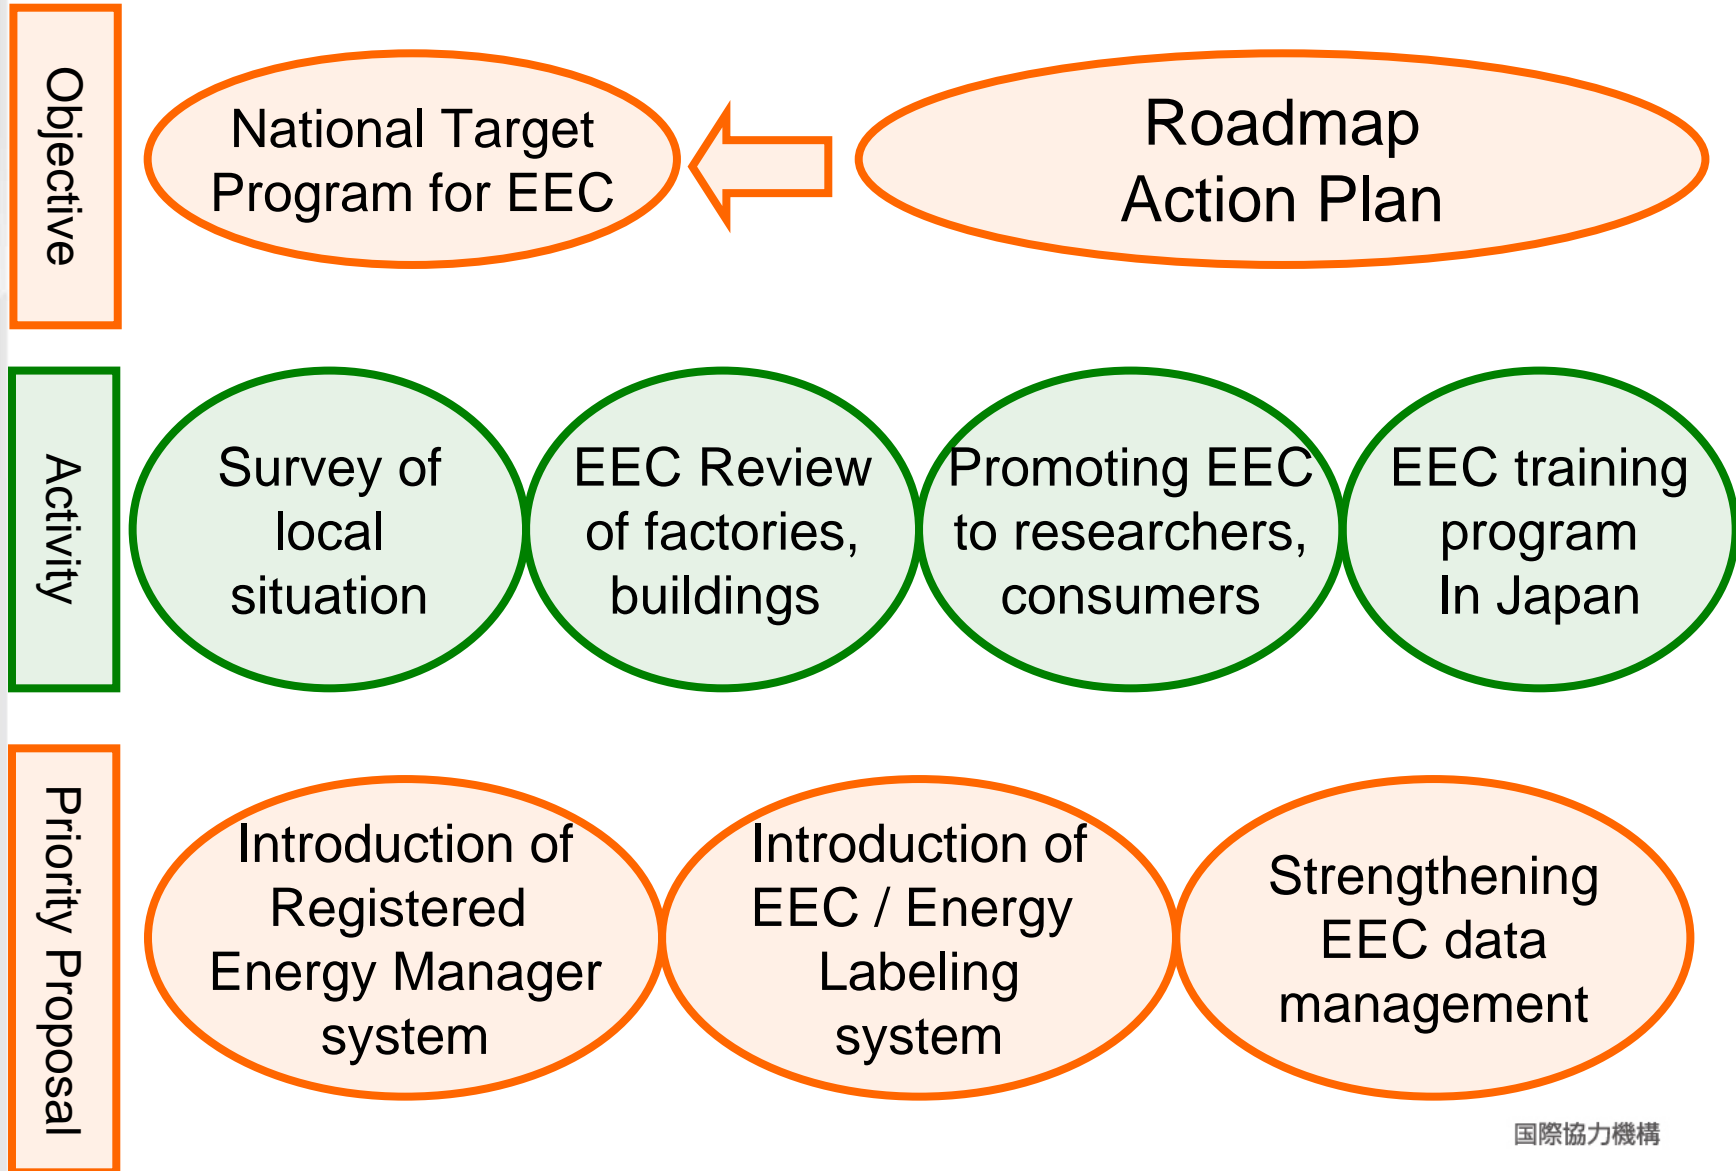 Objective
National Target
Program for EEC
Roadmap
Action Plan
Activity
Survey of
local
situation
EEC Review
of factories,
buildings
Promoting EEC
to researchers,
consumers
EEC training
program
In Japan
Priority Proposal
Introduction of
Registered
Energy Manager
system
Introduction of
EEC / Energy
Labeling
system
Strengthening
EEC data
management
国際協力機構